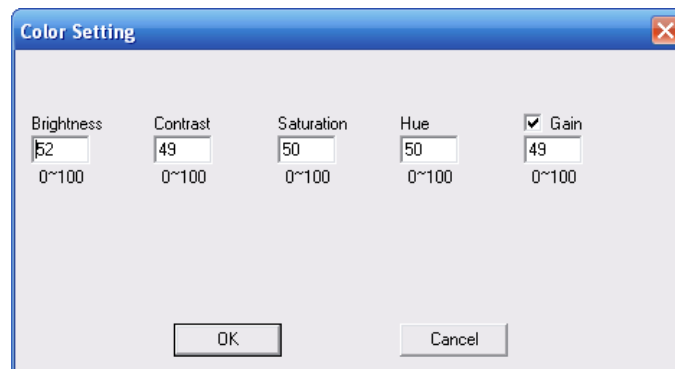 Color Setting
Brightness Contrast Saturation Hue Gain
52 49 50 50 49
0~100 0~100 0~100 0~100 0~100
OK Cancel